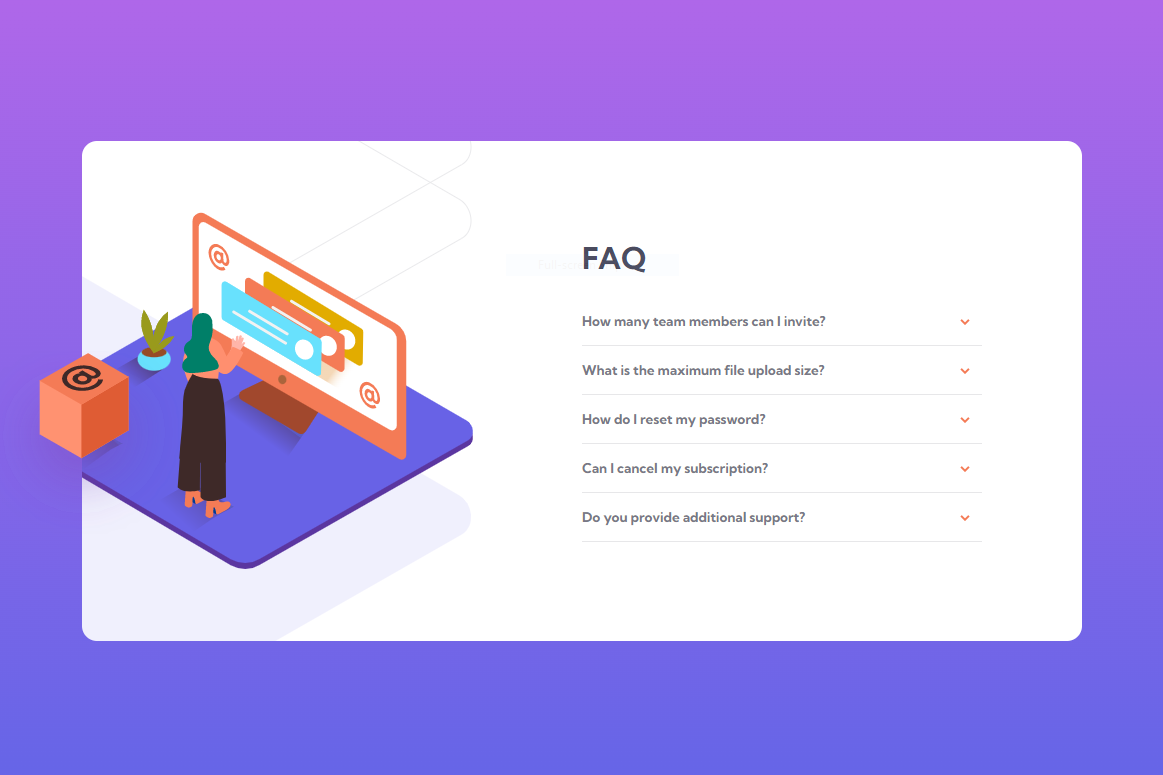 @
@
@
FAQ
How many team members can I invite?
What is the maximum file upload size?
How do I reset my password?
Can I cancel my subscription?
Do you provide additional support?